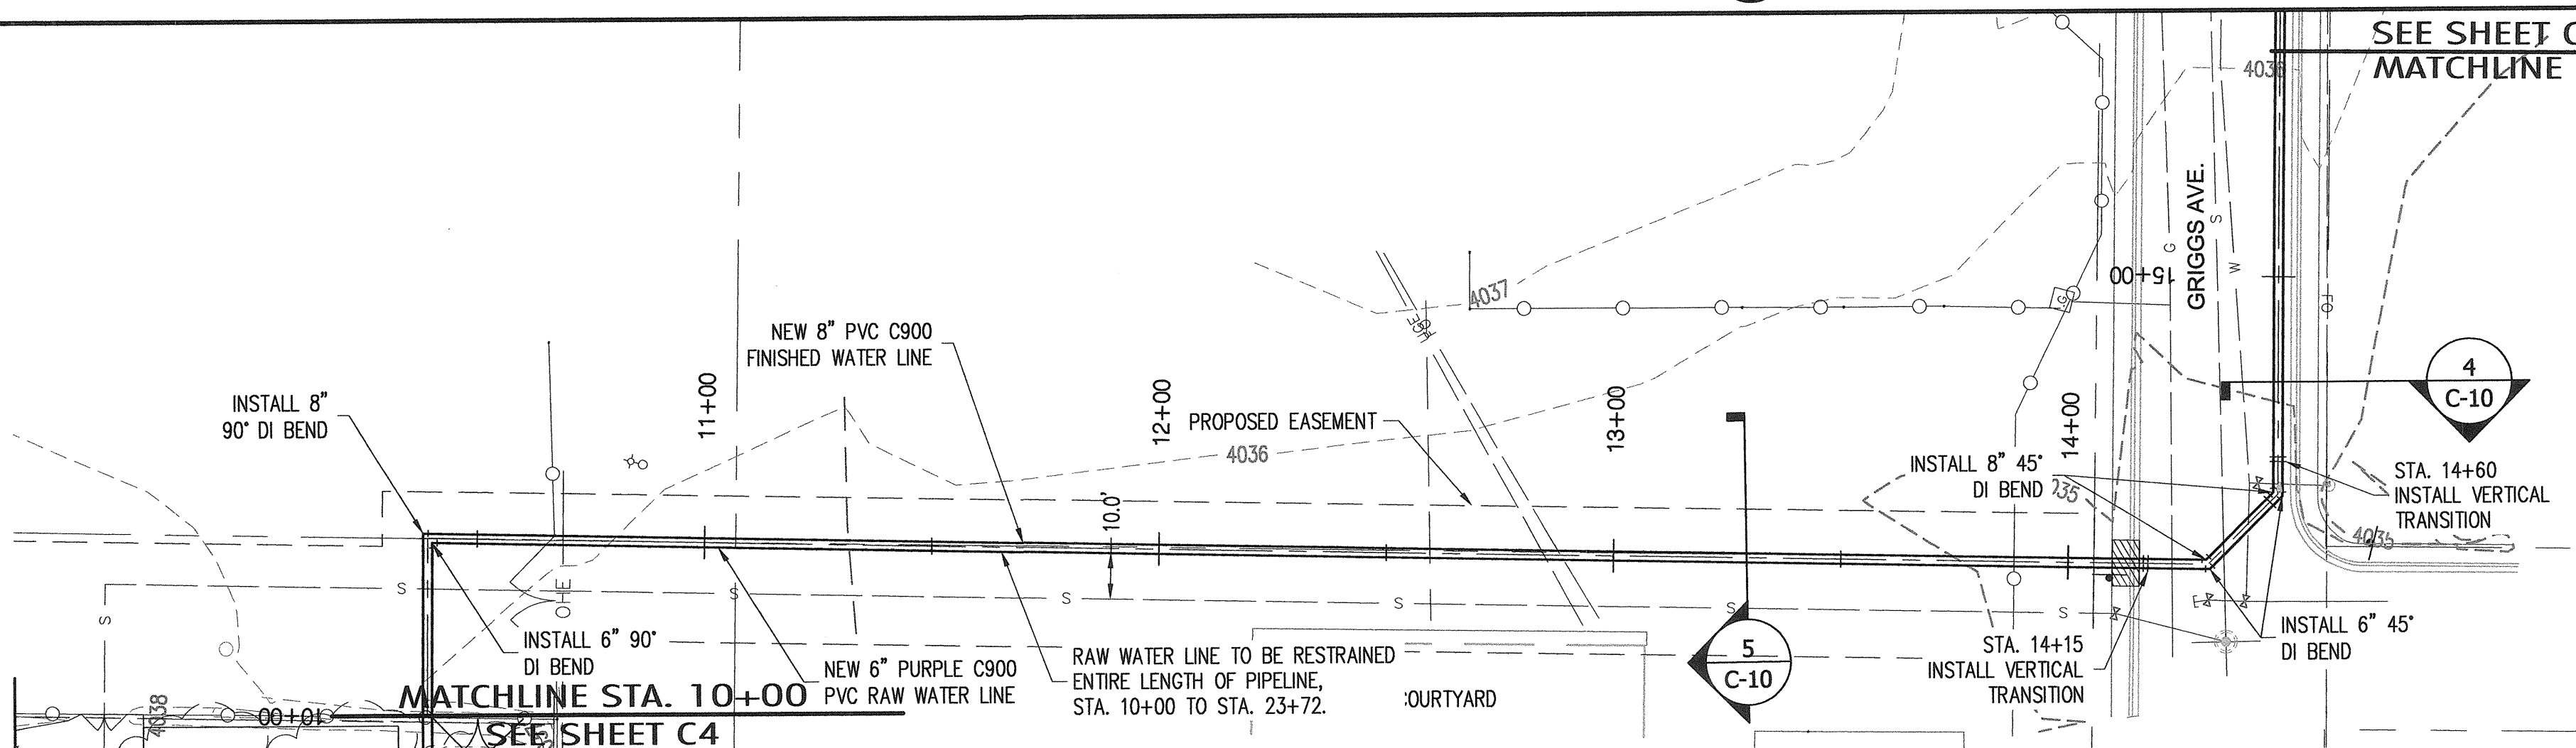 SEE SHEET C
MATCHLINE
4036
GRIGGS AVE.
S
G
W
15+00
4037
NEW 8" PVC C900
FINISHED WATER LINE
INSTALL 8"
90° DI BEND
11+00
12+00
13+00
14+00
PROPOSED EASEMENT
4036
4
C-10
INSTALL 8" 45°
DI BEND
STA. 14+60
INSTALL VERTICAL
TRANSITION
10.0'
OHE
S
S
S
S
S
S
S
INSTALL 6" 90°
DI BEND
NEW 6" PURPLE C900
PVC RAW WATER LINE
RAW WATER LINE TO BE RESTRAINED
ENTIRE LENGTH OF PIPELINE,
STA. 10+00 TO STA. 23+72.
OURTYARD
5
C-10
STA. 14+15
INSTALL VERTICAL
TRANSITION
INSTALL 6" 45°
DI BEND
MATCHLINE STA. 10+00
SEE SHEET C4
10+00
4038